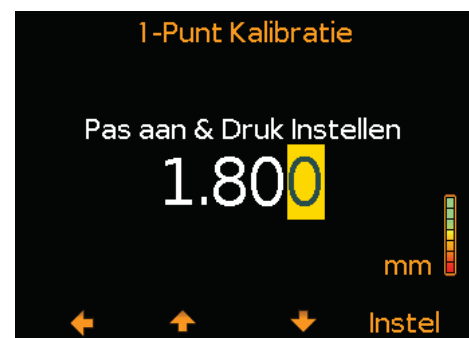 1-Punt Kalibratie
Pas aan & Druk Instellen
1.800
mm
Instel